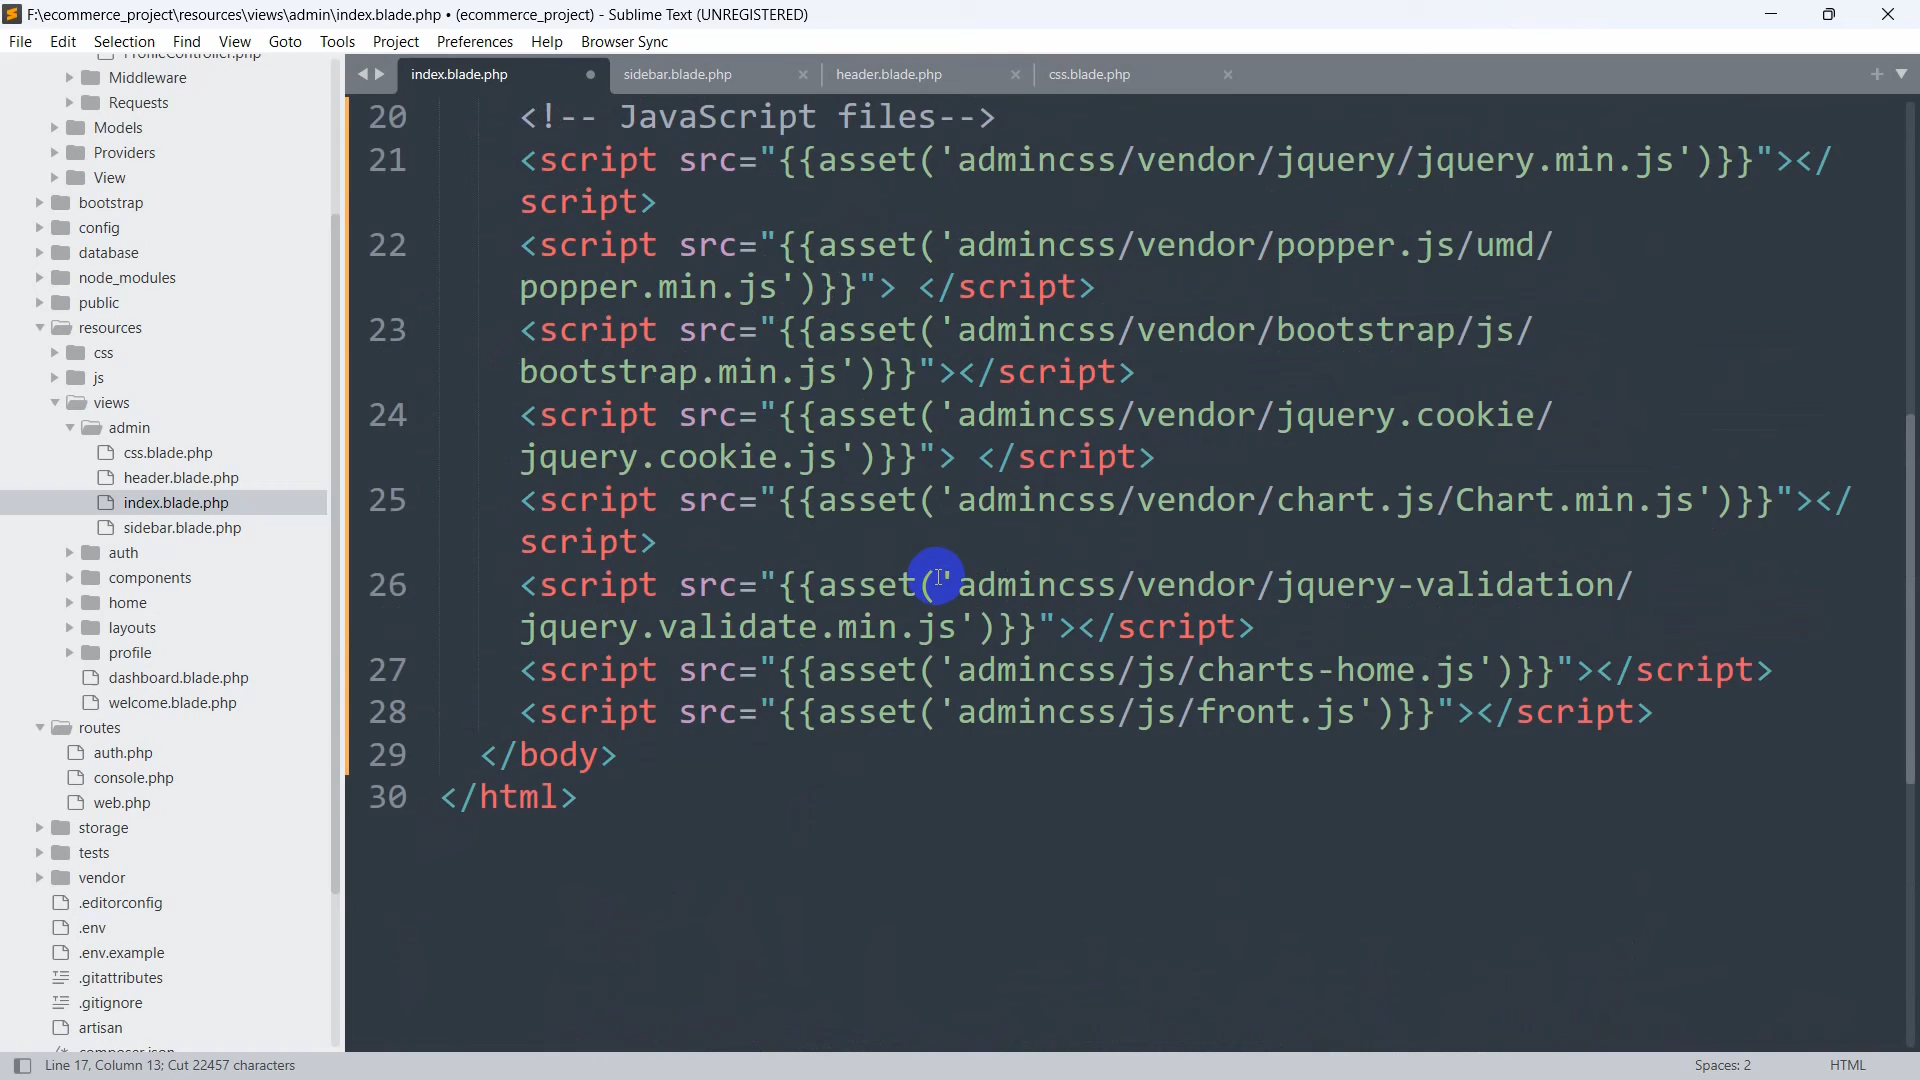 F:\ecommerce_project\resources\views\admin\index.blade.php • (ecommerce_project) - Sublime Text (UNREGISTERED)
File Edit Selection Find View Goto Tools Project Preferences Help Browser Sync
index.blade.php sidebar.blade.php header.blade.php css.blade.php
ProfileController.php
Middleware
Requests
Models
Providers
View
bootstrap
config
database
node_modules
public
resources
css
js
views
admin
css.blade.php
header.blade.php
index.blade.php
sidebar.blade.php
auth
components
home
layouts
profile
dashboard.blade.php
welcome.blade.php
routes
auth.php
console.php
web.php
storage
tests
vendor
.editorconfig
.env
.env.example
.gitattributes
.gitignore
artisan
composer.json
20 <!-- JavaScript files-->
21 <script src="{{asset('admincss/vendor/jquery/jquery.min.js')}}"></
script>
22 <script src="{{asset('admincss/vendor/popper.js/umd/
popper.min.js')}}"> </script>
23 <script src="{{asset('admincss/vendor/bootstrap/js/
bootstrap.min.js')}}"></script>
24 <script src="{{asset('admincss/vendor/jquery.cookie/
jquery.cookie.js')}}"> </script>
25 <script src="{{asset('admincss/vendor/chart.js/Chart.min.js')}}"></
script>
26 <script src="{{asset('admincss/vendor/jquery-validation/
jquery.validate.min.js')}}"></script>
27 <script src="{{asset('admincss/js/charts-home.js')}}"></script>
28 <script src="{{asset('admincss/js/front.js')}}"></script>
29 </body>
30 </html>
Line 17, Column 13; Cut 22457 characters
Spaces: 2 HTML